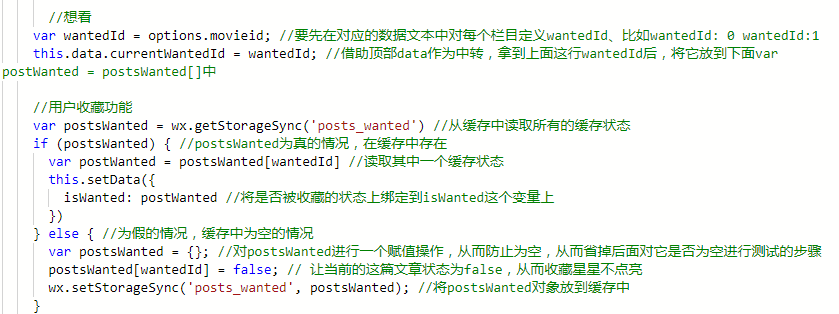 //想看
var wantedId = options.movieid; //要先在对应的数据文本中对每个栏目定义wantedId、比如wantedId: 0 wantedId:1
this.data.currentWantedId = wantedId; //借助顶部data作为中转，拿到上面这行wantedId后，将它放到下面var
postWanted = postsWanted[]中
//用户收藏功能
var postsWanted = wx.getStorageSync('posts_wanted') //从缓存中读取所有的缓存状态
if (postsWanted) { //postsWanted为真的情况，在缓存中存在
var postWanted = postsWanted[wantedId] //读取其中一个缓存状态
this.setData({
isWanted: postWanted //将是否被收藏的状态上绑定到isWanted这个变量上
})
} else { //为假的情况，缓存中为空的情况
var postsWanted = {}; //对postsWanted进行一个赋值操作，从而防止为空，从而省掉后面对它是否为空进行测试的步骤
postsWanted[wantedId] = false; // 让当前的这篇文章状态为false，从而收藏星星不点亮
wx.setStorageSync('posts_wanted', postsWanted); //将postsWanted对象放到缓存中
}